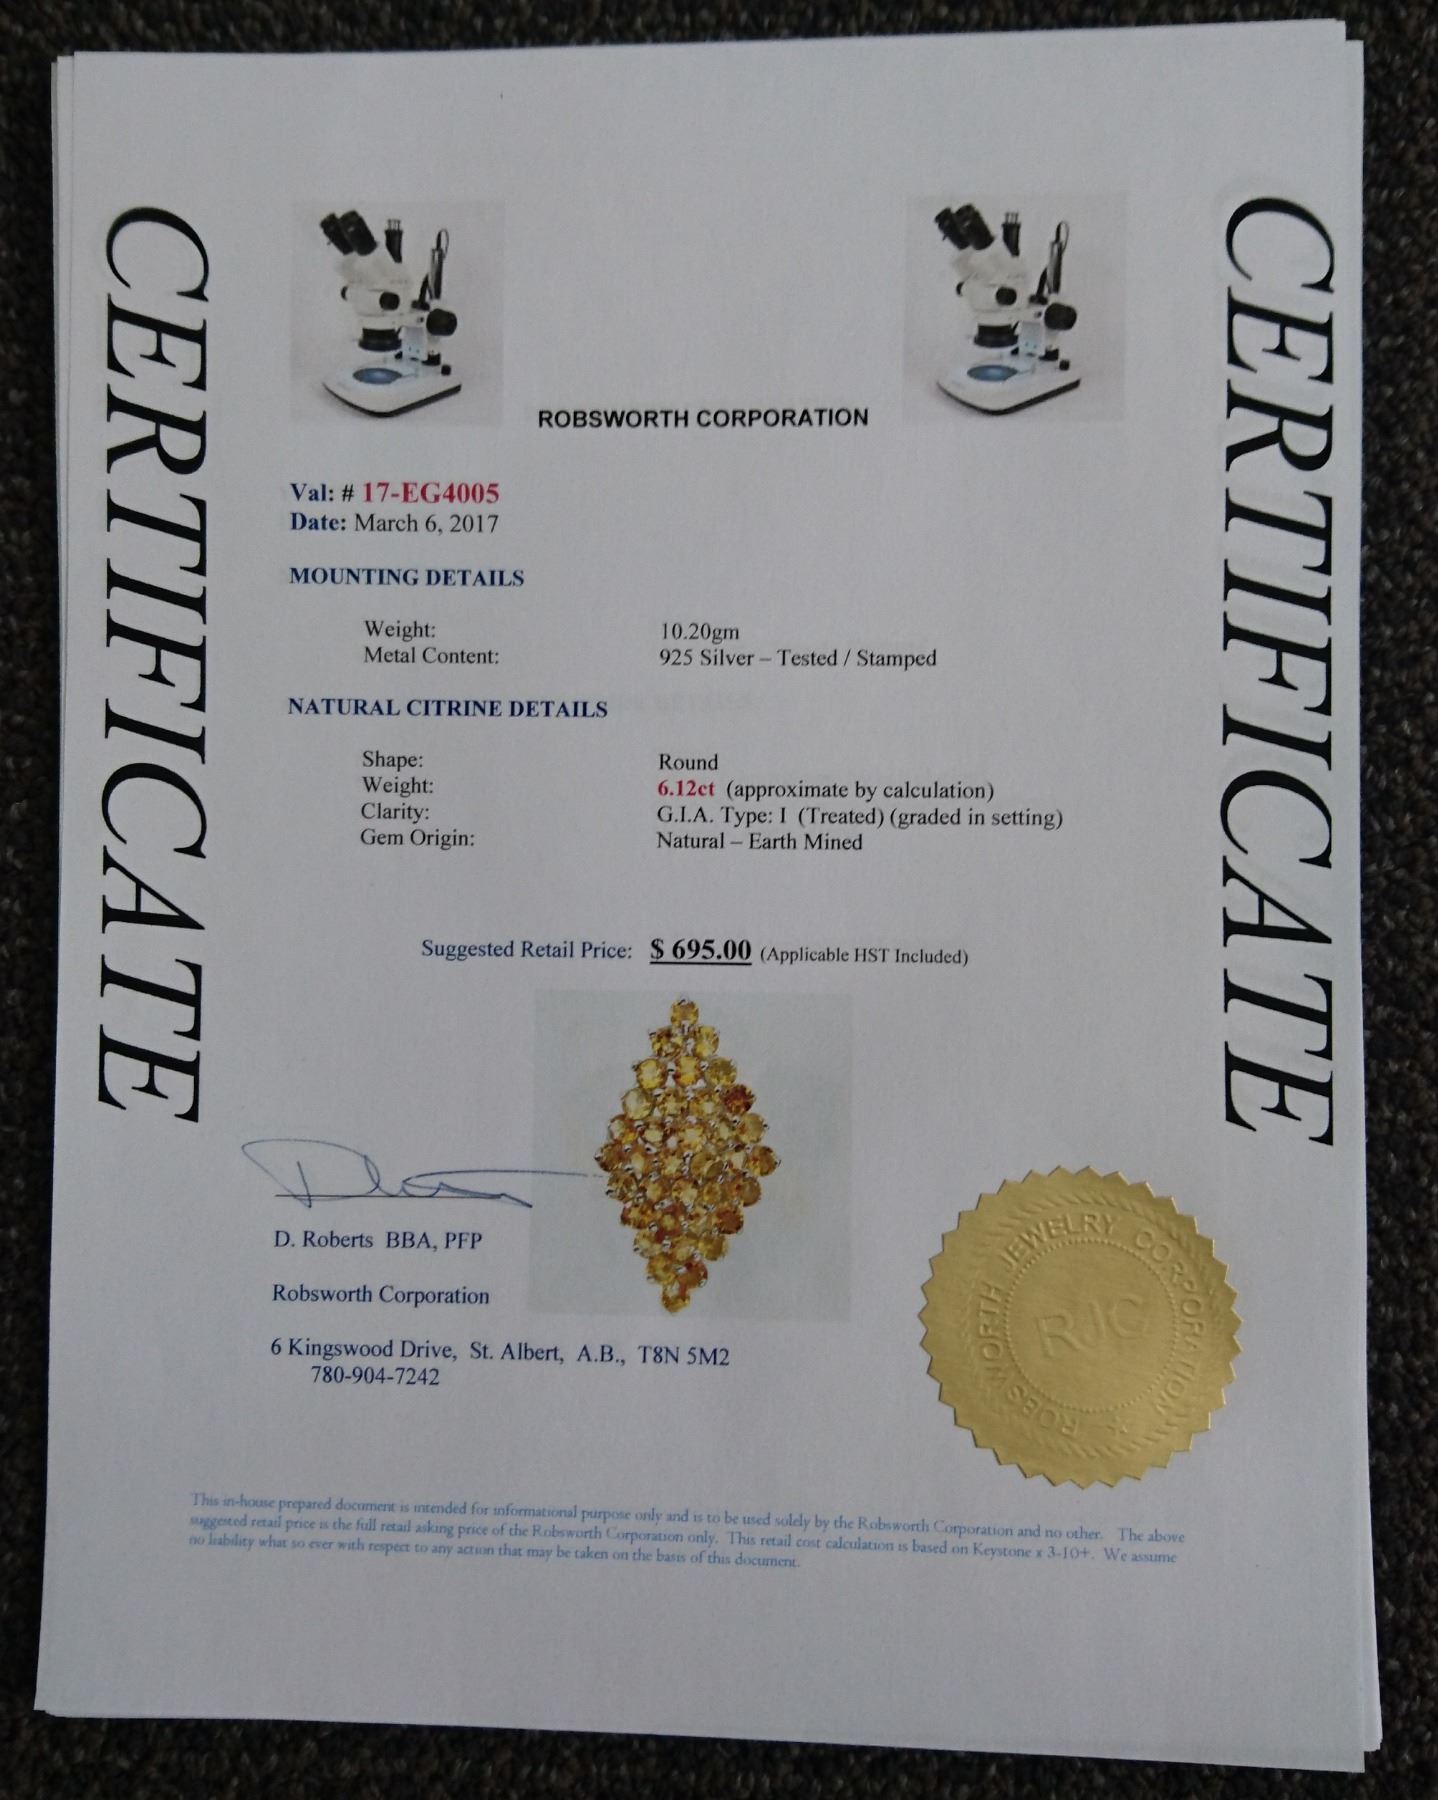 CERTIFICATE
CERTIFICATE
ROBSWORTH CORPORATION
Val: # 17-EG4005
Date: March 6, 2017
MOUNTING DETAILS
Weight: 10.20gm
Metal Content: 925 Silver – Tested / Stamped
NATURAL CITRINE DETAILS
Shape: Round
Weight: 6.12ct (approximate by calculation)
Clarity: G.I.A. Type: I (Treated) (graded in setting)
Gem Origin: Natural – Earth Mined
Suggested Retail Price: $ 695.00 (Applicable HST Included)
D. Roberts BBA, PFP
Robsworth Corporation
6 Kingswood Drive, St. Albert, A.B., T8N 5M2
780-904-7242
ROBSWORTH JEWELRY CORPORATION
RJC
This in-house prepared document is intended for informational purpose only and is to be used solely by the Robsworth Corporation and no other. The above
suggested retail price is the full retail asking price of the Robsworth Corporation only. This retail cost calculation is based on Keystone x 3-10+. We assume
no liability what so ever with respect to any action that may be taken on the basis of this document.